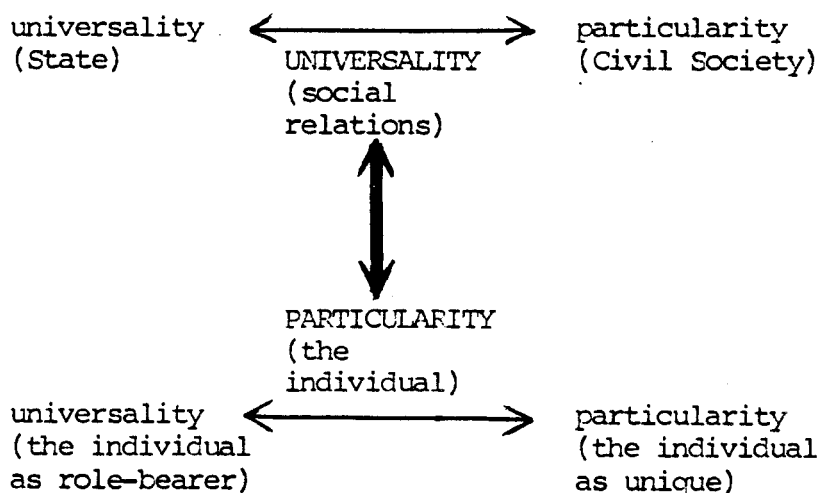 universality
(State)
UNIVERSALITY
(social
relations)
particularity
(Civil Society)
PARTICULARITY
(the
individual)
universality
(the individual
as role-bearer)
particularity
(the individual
as unique)